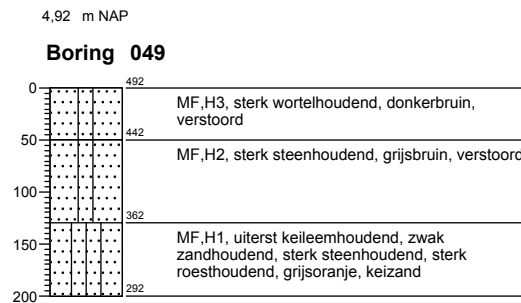 4,92 m NAP
Boring 049
0
492
MF,H3, sterk wortelhoudend, donkerbruin,
verstoord
50
442
MF,H2, sterk steenhoudend, grijsbruin, verstoord
100
362
MF,H1, uiterst keileemhoudend, zwak
zandhoudend, sterk steenhoudend, sterk
roesthoudend, grijsoranje, keizand
150
200
292